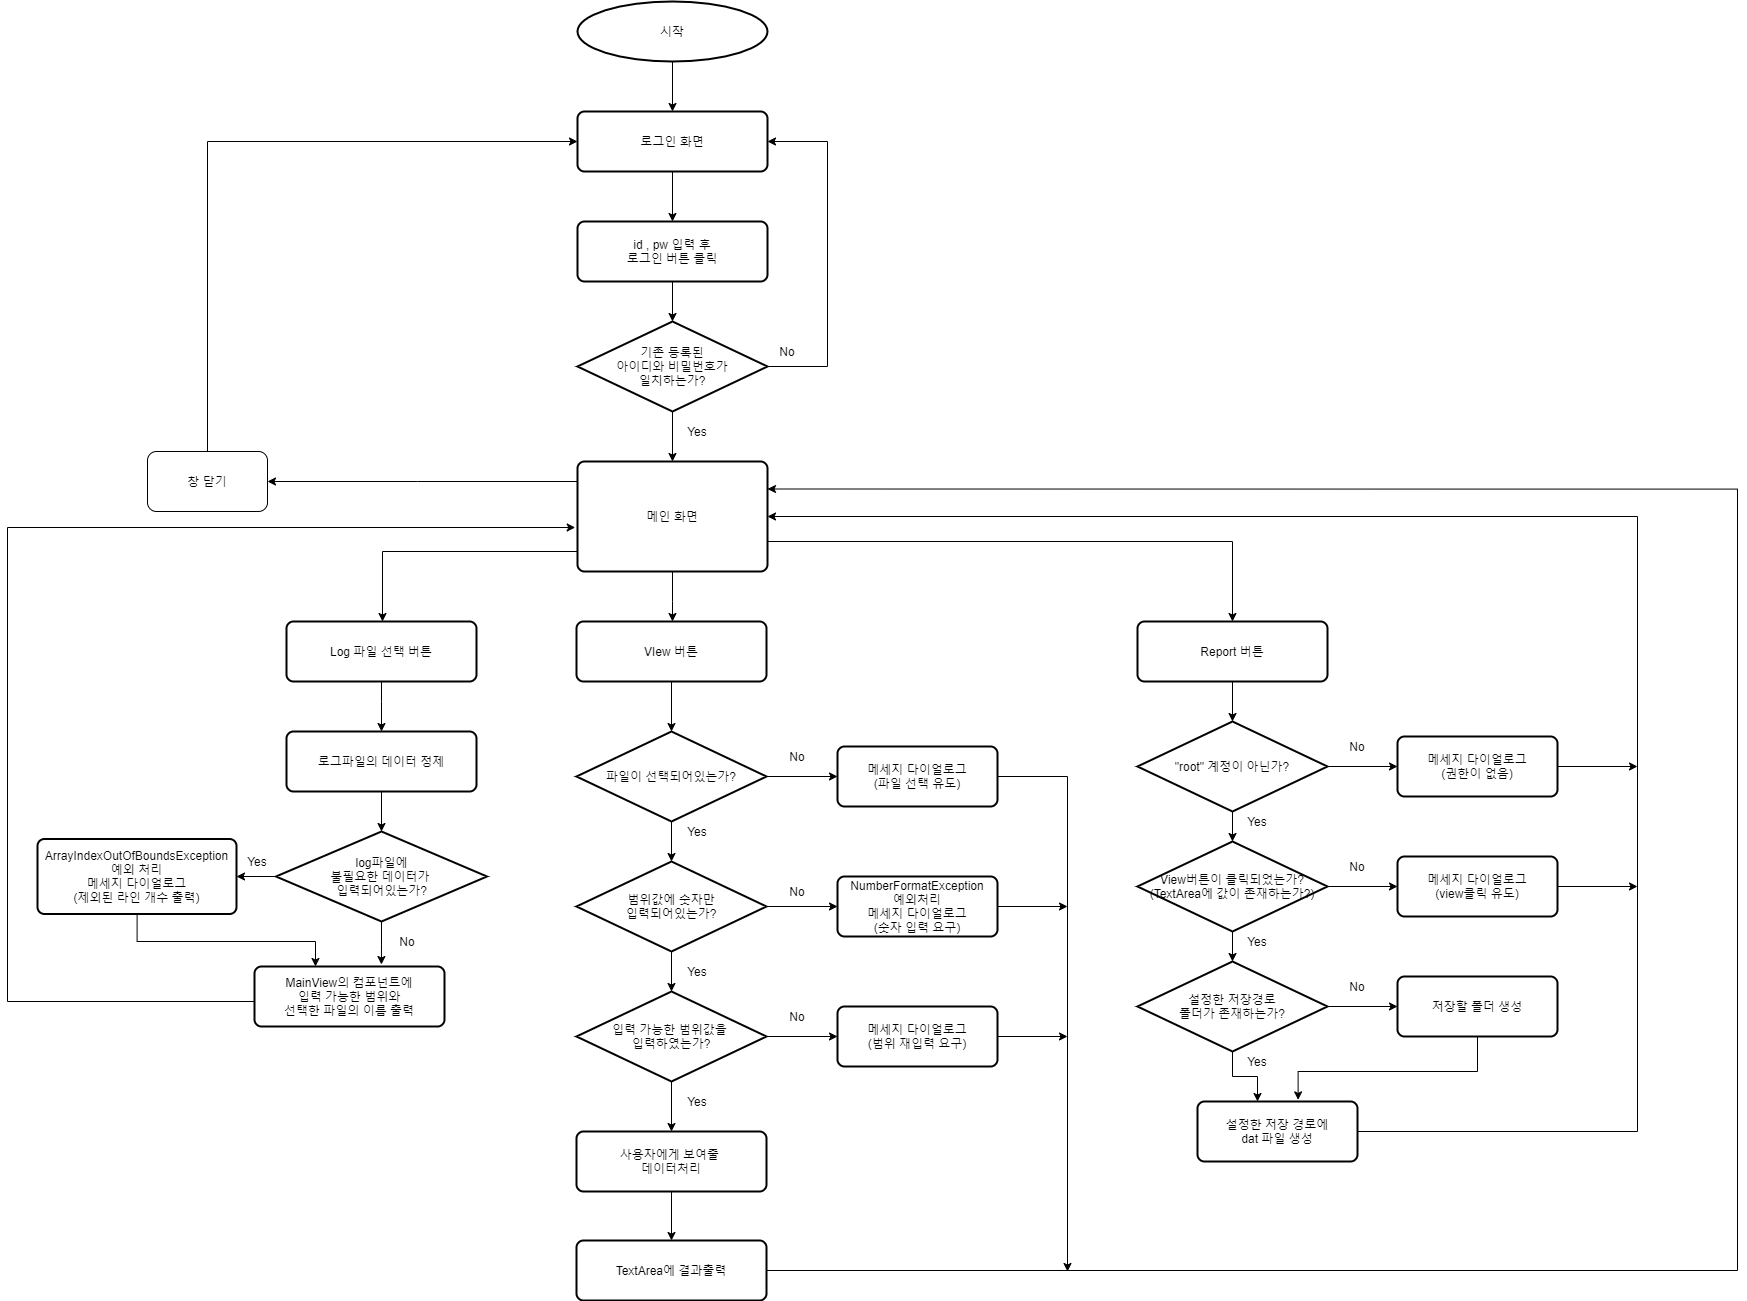 시작
로그인 화면
id , pw 입력 후
로그인 버튼 클릭
기존 등록된
아이디와 비밀번호가
일치하는가?
No
Yes
창 닫기
메인 화면
Log 파일 선택 버튼
로그파일의 데이터 정제
log파일에
불필요한 데이터가
입력되어있는가?
Yes
ArrayIndexOutOfBoundsException
예외 처리
메세지 다이얼로그
(제외된 라인 개수 출력)
No
MainView의 컴포넌트에
입력 가능한 범위와
선택한 파일의 이름 출력
VIew 버튼
파일이 선택되어있는가?
No
메세지 다이얼로그
(파일 선택 유도)
Yes
범위값에 숫자만
입력되어있는가?
No
NumberFormatException
예외처리
메세지 다이얼로그
(숫자 입력 요구)
Yes
입력 가능한 범위값을
입력하였는가?
No
메세지 다이얼로그
(범위 재입력 요구)
Yes
사용자에게 보여줄
데이터처리
TextArea에 결과출력
Report 버튼
"root" 계정이 아닌가?
No
메세지 다이얼로그
(권한이 없음)
Yes
View버튼이 클릭되었는가?
(TextArea에 값이 존재하는가?)
No
메세지 다이얼로그
(view클릭 유도)
Yes
설정한 저장경로
폴더가 존재하는가?
No
저장할 폴더 생성
Yes
설정한 저장 경로에
dat 파일 생성